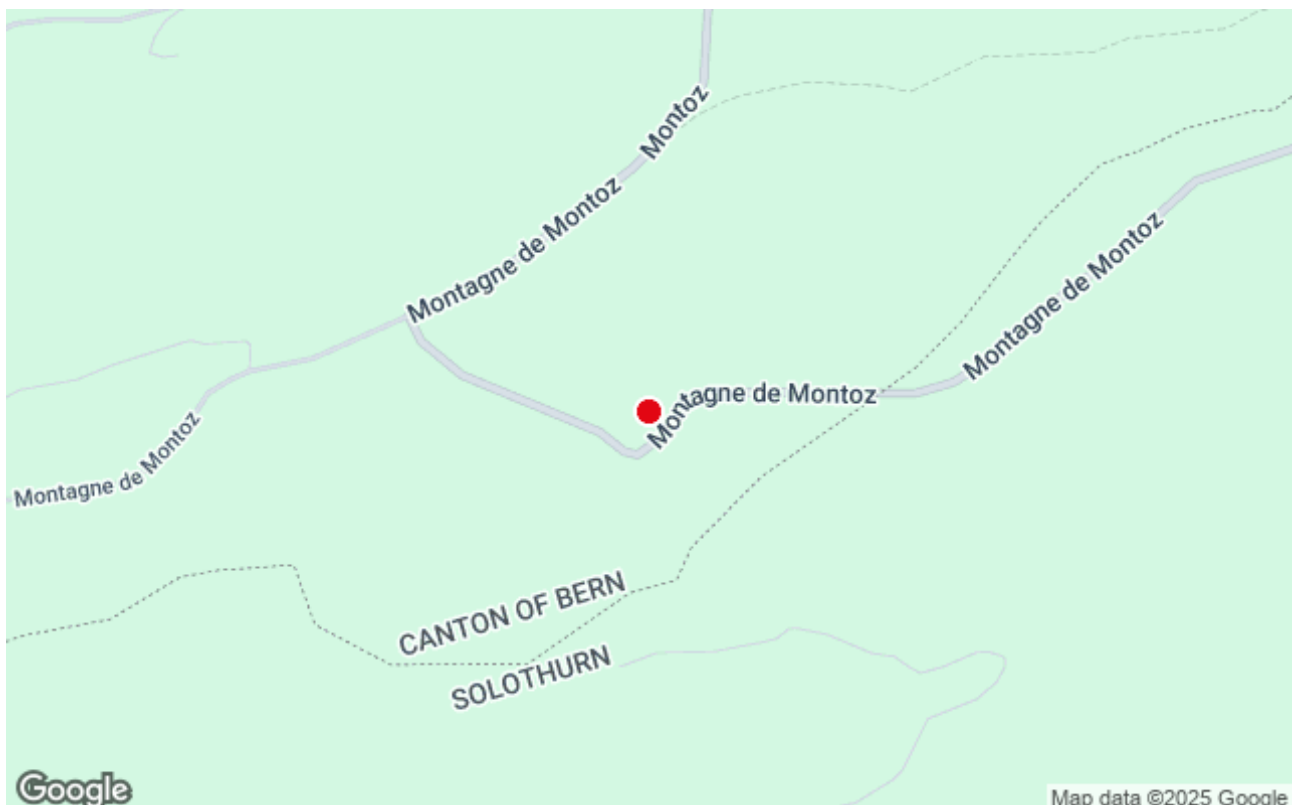 Montoz
Montagne de Montoz
Montagne de Montoz
Montagne de Montoz
Montagne de Montoz
CANTON OF BERN
SOLOTHURN
Google
Map data ©2025 Google